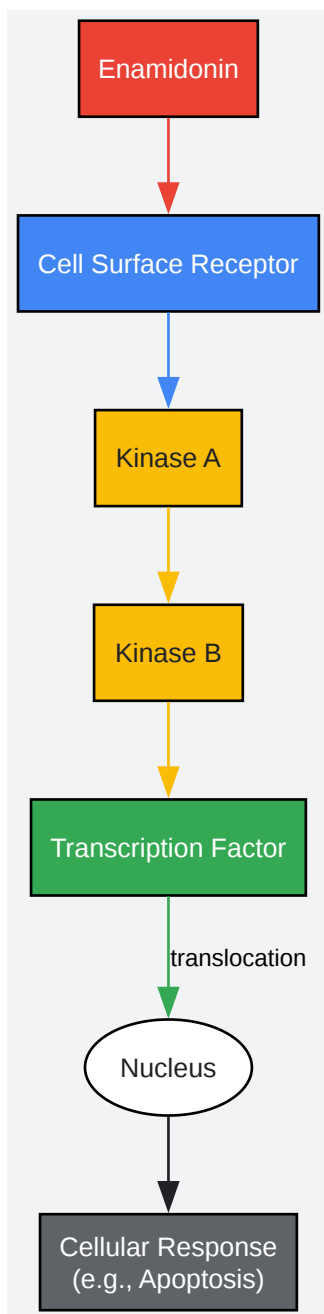 Enamidonin
Cell Surface Receptor
Kinase A
Kinase B
Transcription Factor
translocation
Nucleus
Cellular Response
(e.g., Apoptosis)